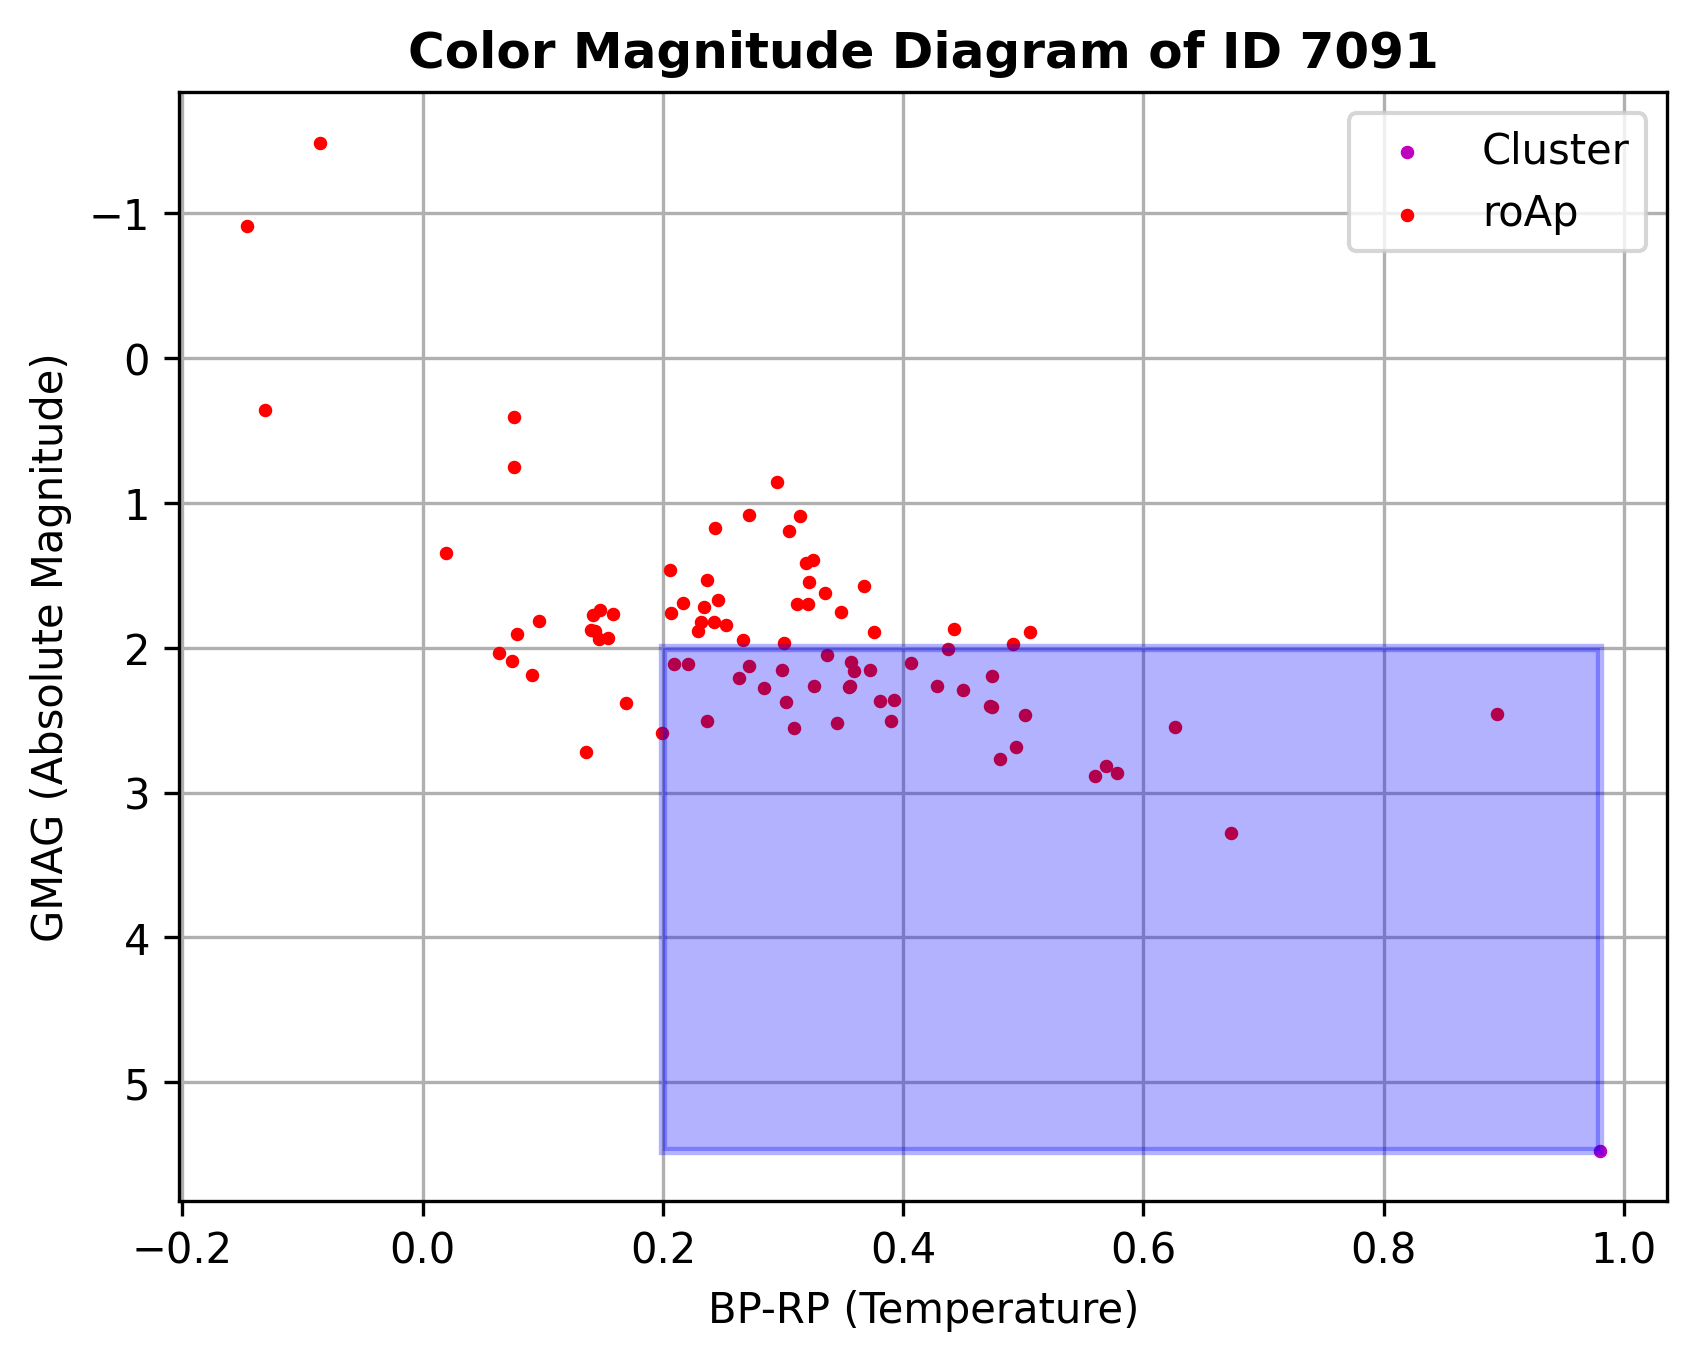 Color Magnitude Diagram of ID 7091
Cluster
roAp
GMAG (Absolute Magnitude)
−1
0
1
2
3
4
5
−0.2 0.0 0.2 0.4 0.6 0.8 1.0
BP-RP (Temperature)